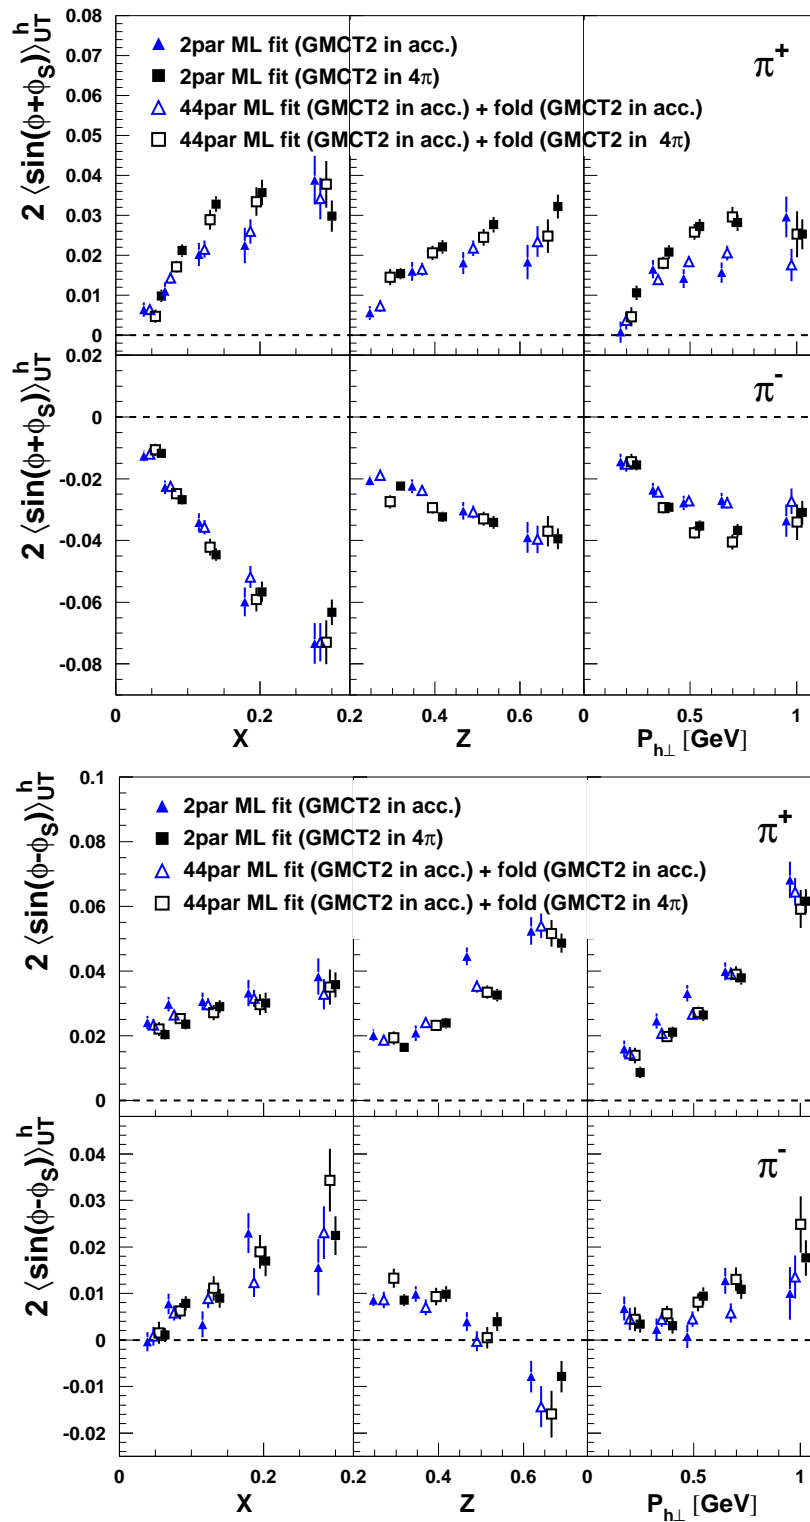 0.08
2par ML fit (GMCT2 in acc.)
π+
0.07
2par ML fit (GMCT2 in 4π)
0.06
44par ML fit (GMCT2 in acc.) + fold (GMCT2 in acc.)
0.05
44par ML fit (GMCT2 in acc.) + fold (GMCT2 in 4π)
0.04
0.03
0.02
0.01
0
2 ⟨sin(ϕ+ϕS)⟩hUT
0.02
π-
0
-0.02
-0.04
-0.06
-0.08
2 ⟨sin(ϕ+ϕS)⟩hUT
0 0.2 0.2 0.4 0.6 0 0.5 1
X Z Ph⊥ [GeV]
0.1
2par ML fit (GMCT2 in acc.)
π+
0.08
2par ML fit (GMCT2 in 4π)
44par ML fit (GMCT2 in acc.) + fold (GMCT2 in acc.)
0.06
44par ML fit (GMCT2 in acc.) + fold (GMCT2 in 4π)
0.04
0.02
0
2 ⟨sin(ϕ-ϕS)⟩hUT
π-
0.04
0.03
0.02
0.01
0
-0.01
-0.02
2 ⟨sin(ϕ-ϕS)⟩hUT
0 0.2 0.2 0.4 0.6 0 0.5 1
X Z Ph⊥ [GeV]